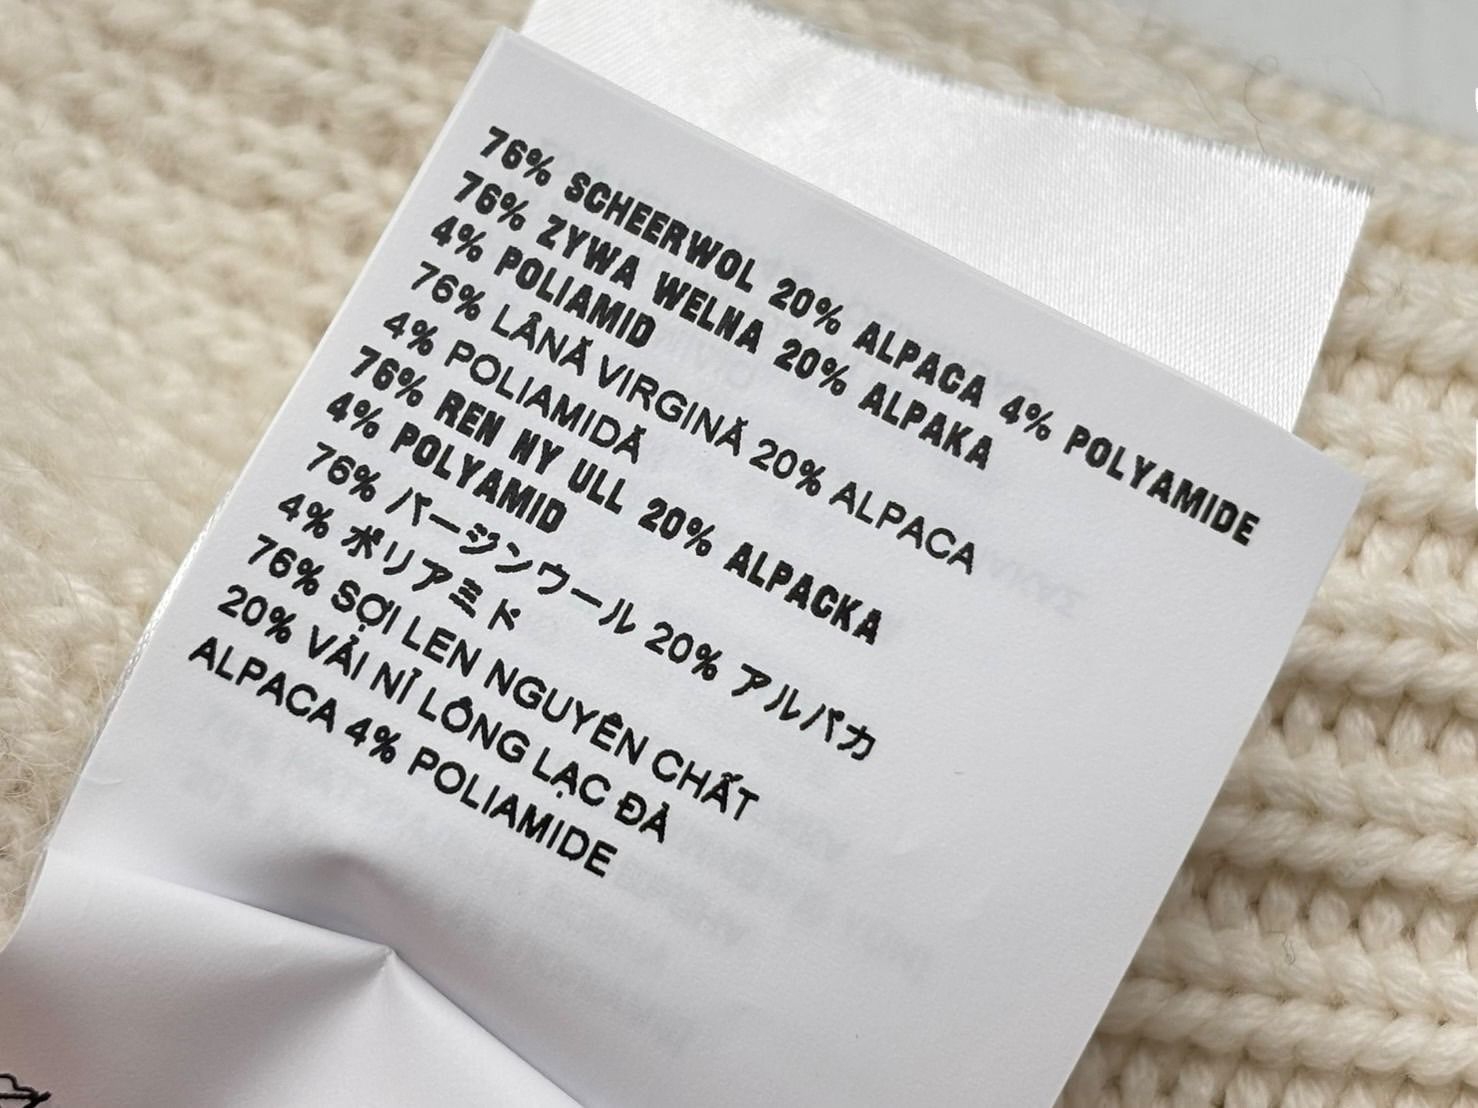 76% SCHEERWOL 20% ALPACA 4% POLYAMIDE
76% ZYWA WELNA 20% ALPAKA
4% POLIAMID
76% LÂNĂ VIRGINĂ 20% ALPACA
4% POLIAMIDĂ
76% REN NY ULL 20% ALPACKA
4% POLYAMID
76% バージンウール 20% アルパカ
4% ポリアミド
76% SỢI LEN NGUYÊN CHẤT
20% VẢI NỈ LÔNG LẠC ĐÀ
ALPACA 4% POLIAMIDE